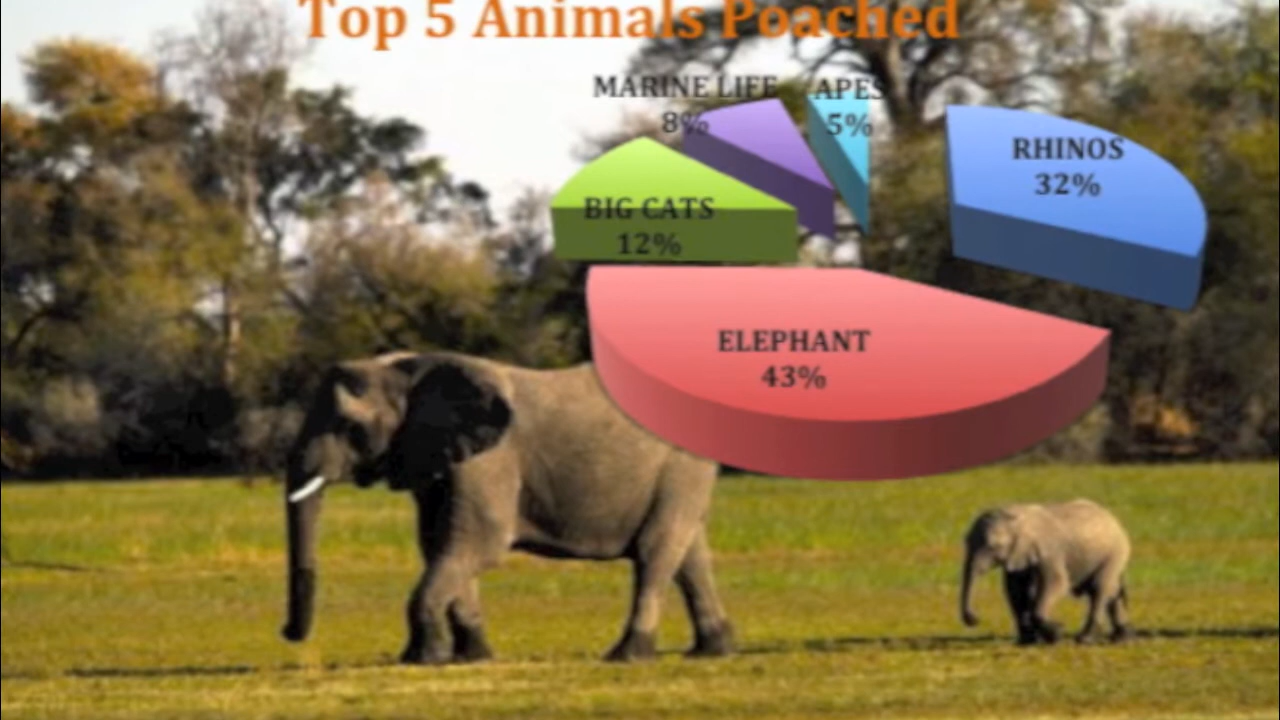 Top 5 Animals Poached
MARINE LIFE
8%
APES
5%
RHINOS
32%
BIG CATS
12%
ELEPHANT
43%